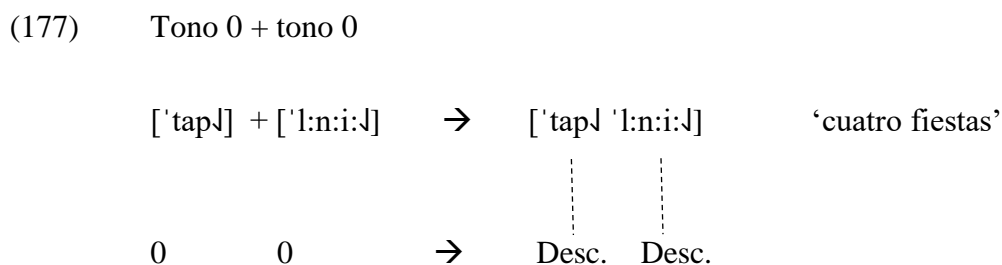 (177) Tono 0 + tono 0
[ˈtap˨˩] + [ˈl:n:i:˨˩] → [ˈtap˨˩ ˈl:n:i:˨˩] ‘cuatro fiestas’
0 0 → Desc. Desc.